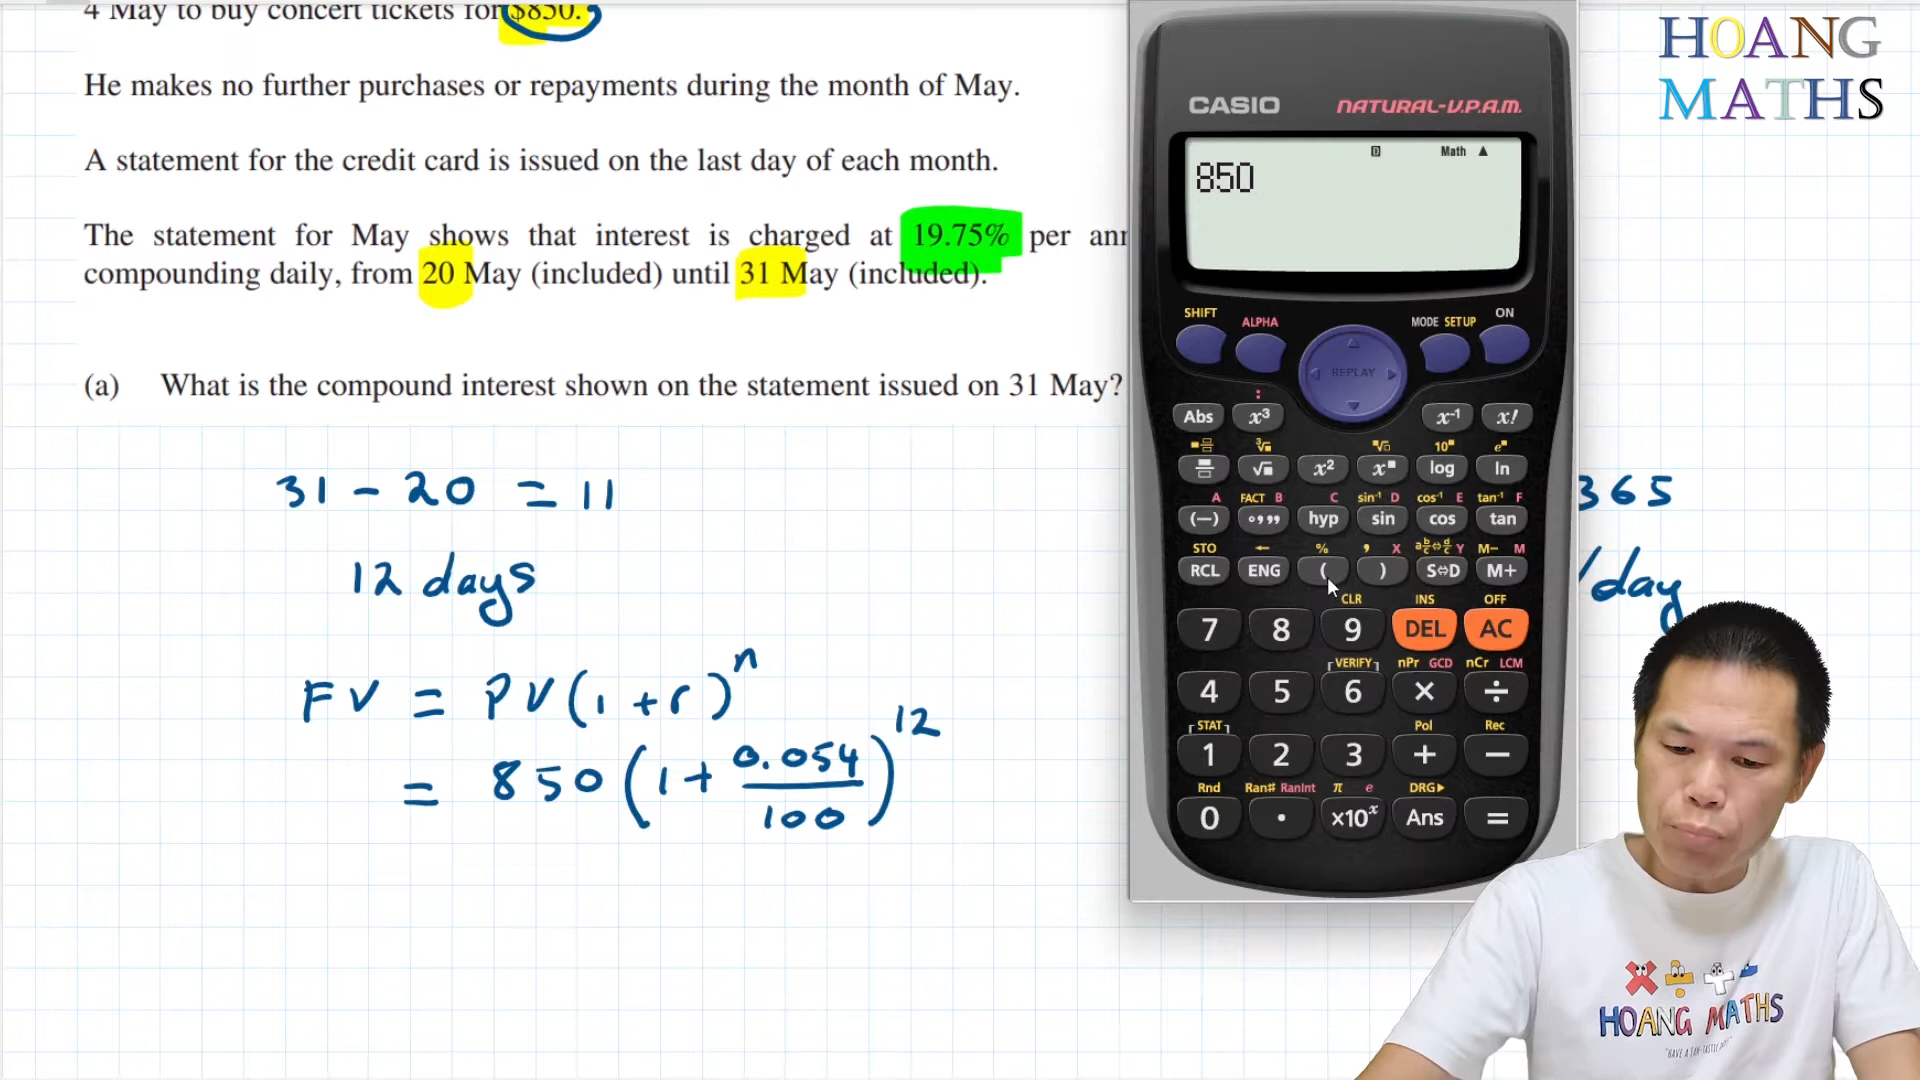 4 May to buy concert tickets for $850.
HOANG
MATHS
He makes no further purchases or repayments during the month of May.
A statement for the credit card is issued on the last day of each month.
The statement for May shows that interest is charged at 19.75% per ann
compounding daily, from 20 May (included) until 31 May (included).
(a) What is the compound interest shown on the statement issued on 31 May?
31 - 20 = 11
12 days
FV = PV(1+r)^n
= 850(1+0.054/100)^12
365
/day
CASIO NATURAL-V.P.A.M.
D Math ▲
850
SHIFT ALPHA MODE SETUP ON
REPLAY
:
Abs x³ x⁻¹ x!
³√■ ■√□ 10■ e■
√■ x² x■ log ln
A FACT B C sin⁻¹ D cos⁻¹ E tan⁻¹ F
(−) °,,, hyp sin cos tan
STO ← % , X a b/c⇔d/c Y M− M
RCL ENG ( ) S⇔D M+
CLR INS OFF
7 8 9 DEL AC
VERIFY nPr GCD nCr LCM
4 5 6 × ÷
STAT Pol Rec
1 2 3 + −
Rnd Ran# RanInt π e DRG▶
0 . ×10ˣ Ans =
HOANG MATHS